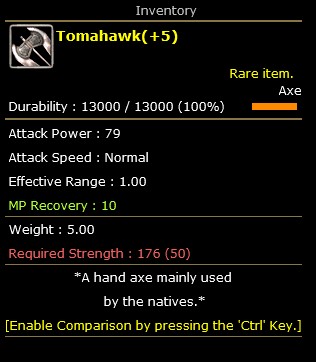 Inventory
Tomahawk(+5)
Rare item.
Axe
Durability : 13000 / 13000 (100%)
Attack Power : 79
Attack Speed : Normal
Effective Range : 1.00
MP Recovery : 10
Weight : 5.00
Required Strength : 176 (50)
*A hand axe mainly used
by the natives.*
[Enable Comparison by pressing the 'Ctrl' Key.]